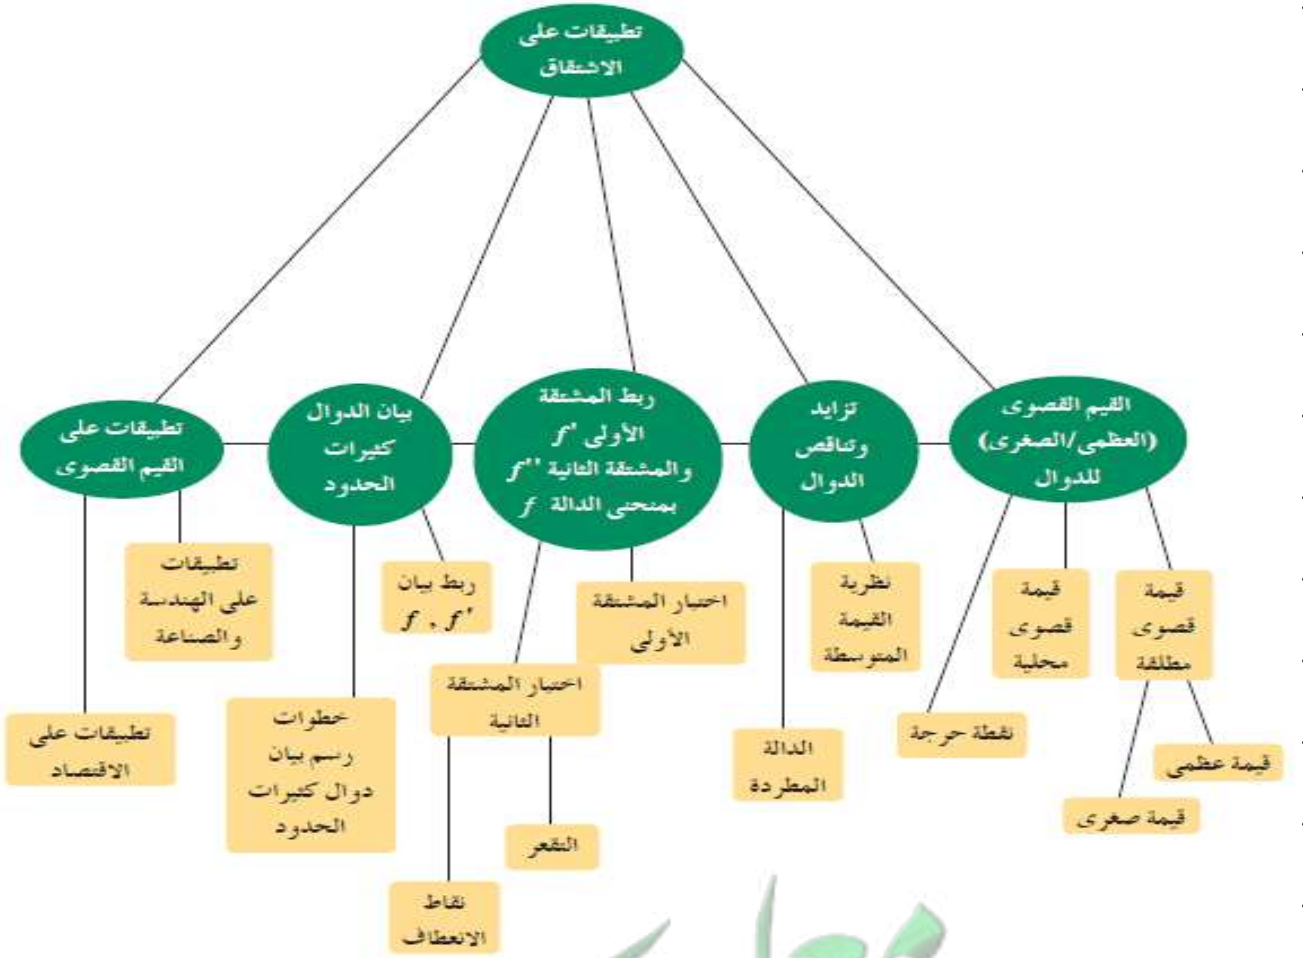 تطبيقات على
الاشتقاق
القيم القصوى
(العظمى/الصغرى)
للدوال
تزايد
وتناقص
الدوال
ربط المشتقة
الأولى f'
والمشتقة الثانية f''
بمنحنى الدالة f
بيان الدوال
كثيرات
الحدود
تطبيقات على
القيم القصوى
قيمة
قصوى
مطلقة
قيمة
قصوى
محلية
نقطة حرجة
قيمة عظمى
قيمة صغرى
نظرية
القيمة
المتوسطة
الدالة
المطردة
اختبار المشتقة
الأولى
اختبار المشتقة
الثانية
التقعر
نقاط
الانعطاف
ربط بيان
f , f'
خطوات
رسم بيان
دوال كثيرات
الحدود
تطبيقات
على الهندسة
والصناعة
تطبيقات على
الاقتصاد